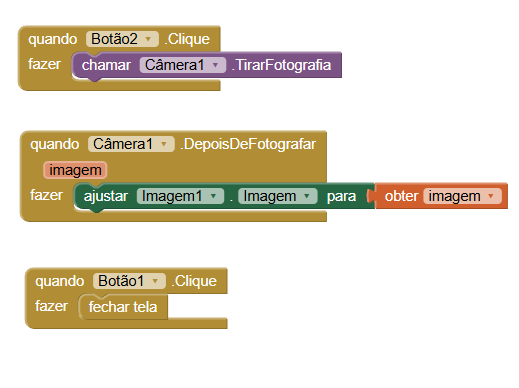 quando Botão2 .Clique
fazer chamar Câmera1 .TirarFotografia
quando Câmera1 .DepoisDeFotografar
imagem
fazer ajustar Imagem1 . Imagem para obter imagem
quando Botão1 .Clique
fazer fechar tela